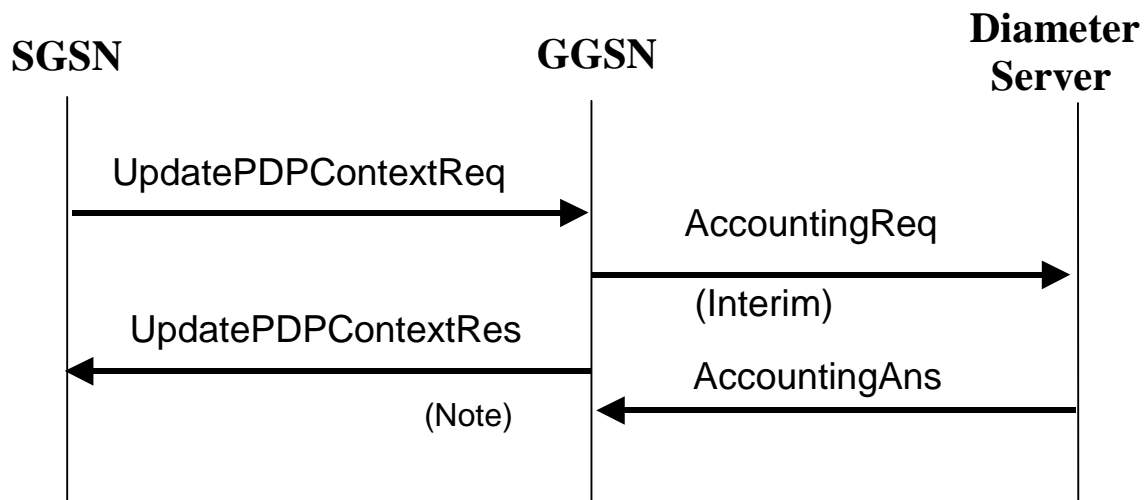 SGSN
GGSN
Diameter
Server
UpdatePDPContextReq
AccountingReq
(Interim)
UpdatePDPContextRes
AccountingAns
(Note)